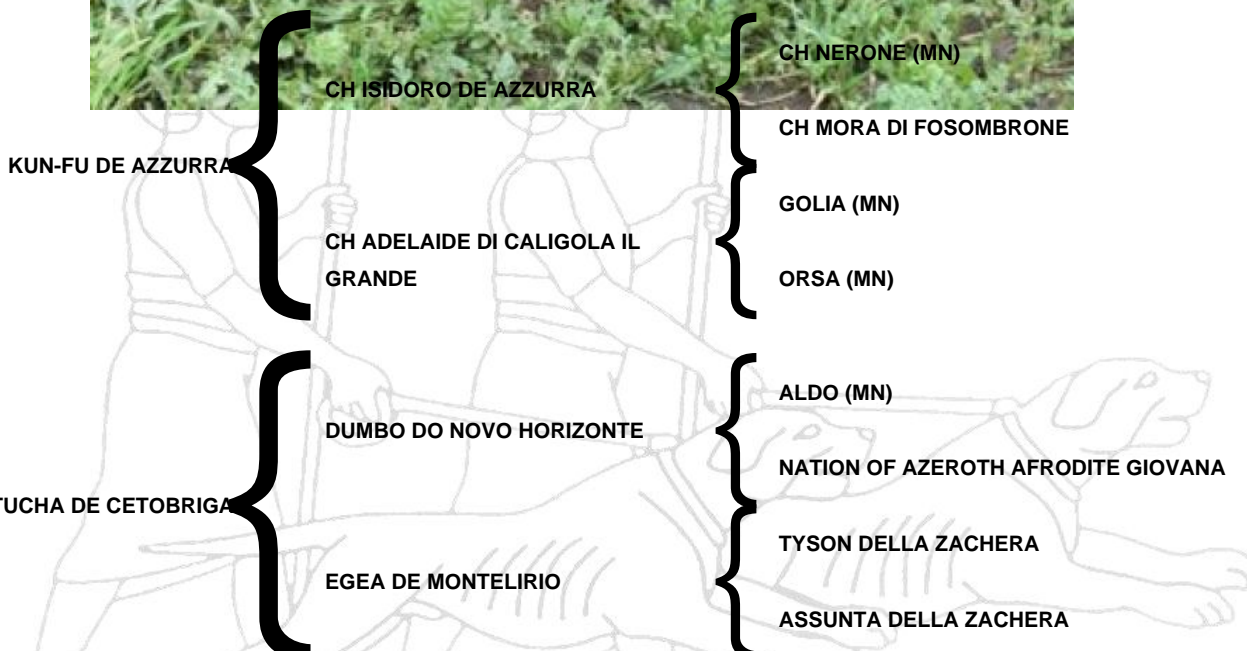 CH NERONE (MN)
CH ISIDORO DE AZZURRA
CH MORA DI FOSOMBRONE
KUN-FU DE AZZURRA
GOLIA (MN)
CH ADELAIDE DI CALIGOLA IL
GRANDE
ORSA (MN)
ALDO (MN)
DUMBO DO NOVO HORIZONTE
NATION OF AZEROTH AFRODITE GIOVANA
TUCHA DE CETOBRIGA
TYSON DELLA ZACHERA
EGEA DE MONTELIRIO
ASSUNTA DELLA ZACHERA